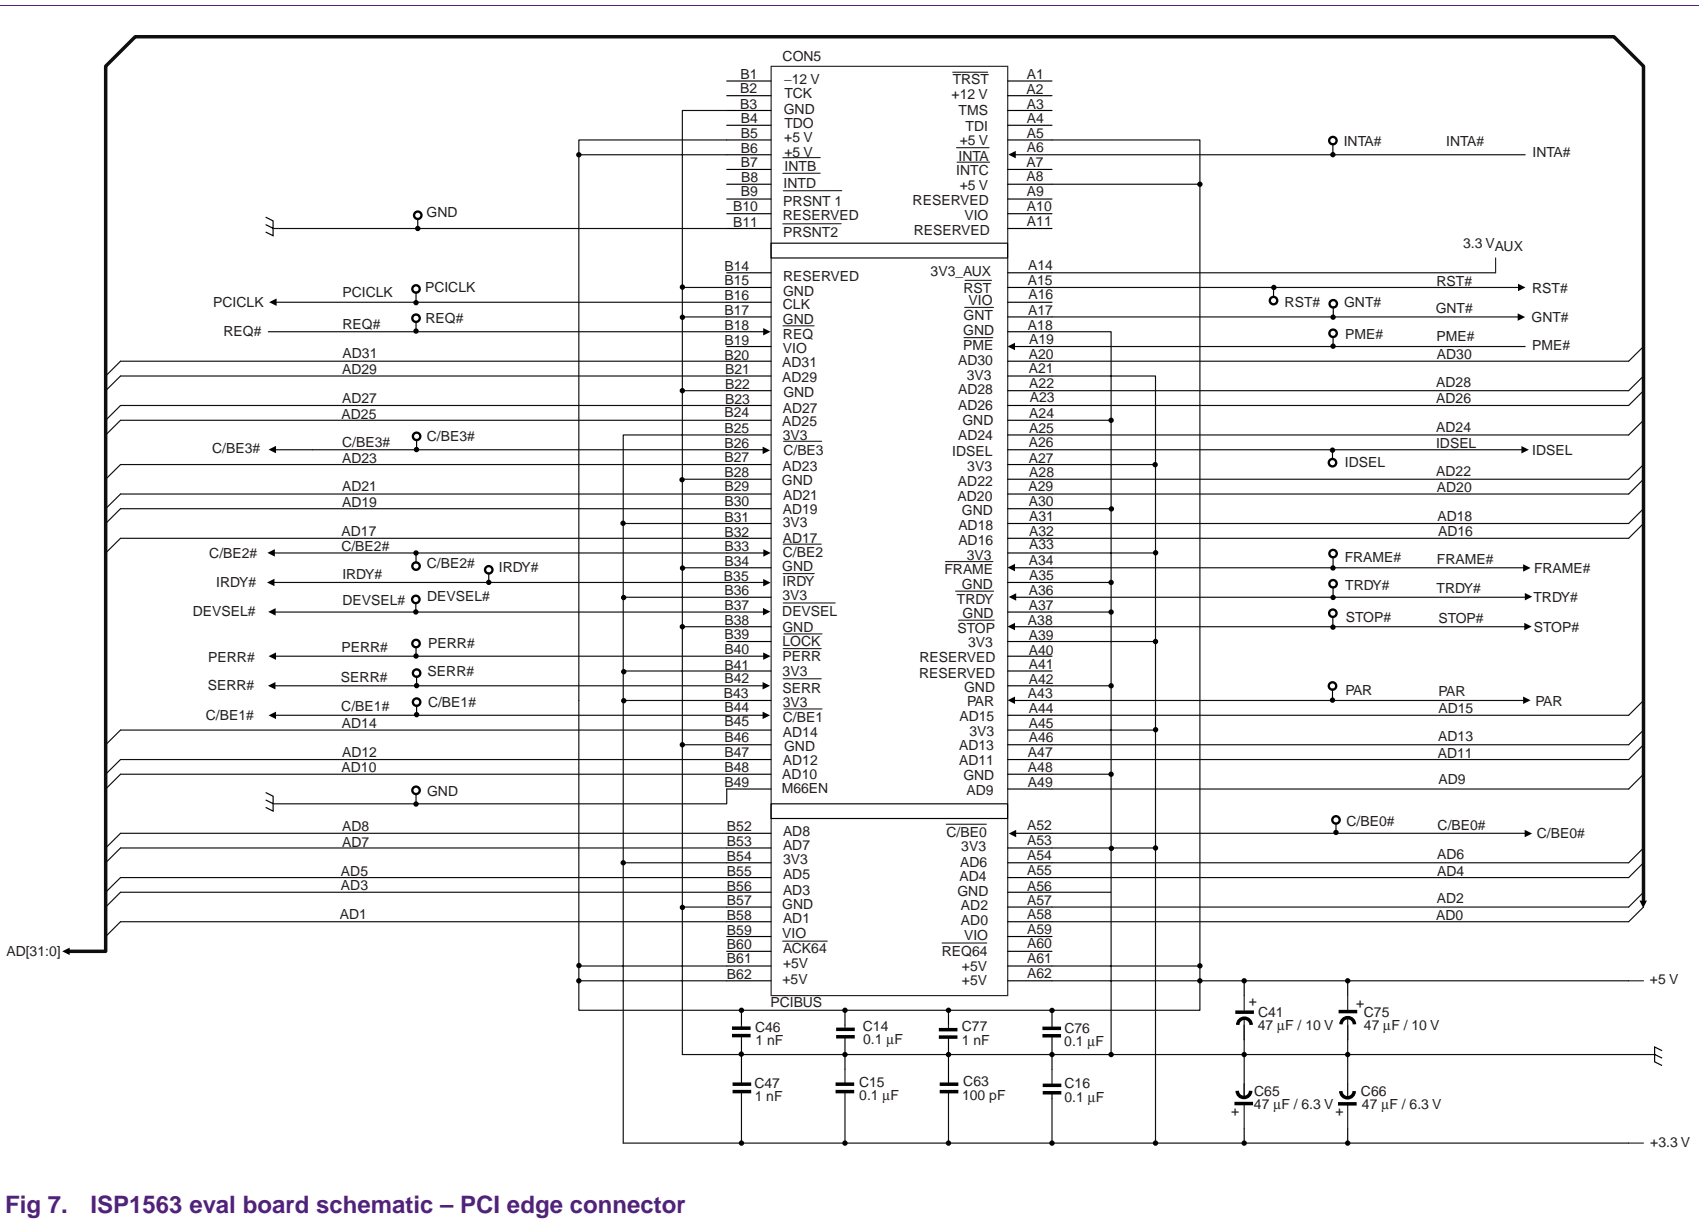 CON5
B1 –12 V TRST A1
B2 TCK +12 V A2
B3 GND TMS A3
B4 TDO TDI A4
B5 +5 V +5 V A5
B6 +5 V INTA A6 INTA# INTA# INTA#
B7 INTB INTC A7
B8 INTD +5 V A8
B9 PRSNT 1 RESERVED A9
B10 RESERVED VIO A10
GND B11 PRSNT2 RESERVED A11
3.3 VAUX
B14 RESERVED 3V3_AUX A14
B15 GND RST A15 RST# RST# RST#
PCICLK PCICLK PCICLK B16 CLK VIO A16
B17 GND GNT A17 GNT# GNT# GNT#
REQ# REQ# REQ# B18 REQ GND A18
B19 VIO PME A19 PME# PME# PME#
AD31 B20 AD31 AD30 A20 AD30
AD29 B21 AD29 3V3 A21
B22 GND AD28 A22 AD28
AD27 B23 AD27 AD26 A23 AD26
AD25 B24 AD25 GND A24
B25 3V3 AD24 A25 AD24
C/BE3# C/BE3# C/BE3# B26 C/BE3 IDSEL A26 IDSEL IDSEL IDSEL
AD23 B27 AD23 3V3 A27
B28 GND AD22 A28 AD22
AD21 B29 AD21 AD20 A29 AD20
AD19 B30 AD19 GND A30
B31 3V3 AD18 A31 AD18
AD17 B32 AD17 AD16 A32 AD16
C/BE2# C/BE2# C/BE2# B33 C/BE2 3V3 A33
B34 GND FRAME A34 FRAME# FRAME# FRAME#
IRDY# IRDY# IRDY# B35 IRDY GND A35
B36 3V3 TRDY A36 TRDY# TRDY# TRDY#
DEVSEL# DEVSEL# DEVSEL# B37 DEVSEL GND A37
B38 GND STOP A38 STOP# STOP# STOP#
B39 LOCK 3V3 A39
PERR# PERR# PERR# B40 PERR RESERVED A40
B41 3V3 RESERVED A41
SERR# SERR# SERR# B42 SERR GND A42
B43 3V3 PAR A43 PAR PAR PAR
C/BE1# C/BE1# C/BE1# B44 C/BE1 AD15 A44 AD15
AD14 B45 AD14 3V3 A45
B46 GND AD13 A46 AD13
AD12 B47 AD12 AD11 A47 AD11
AD10 B48 AD10 GND A48
GND B49 M66EN AD9 A49 AD9
AD8 B52 AD8 C/BE0 A52 C/BE0# C/BE0# C/BE0#
AD7 B53 AD7 3V3 A53
B54 3V3 AD6 A54 AD6
AD5 B55 AD5 AD4 A55 AD4
AD3 B56 AD3 GND A56
B57 GND AD2 A57 AD2
AD1 B58 AD1 AD0 A58 AD0
B59 VIO VIO A59
AD[31:0] B60 ACK64 REQ64 A60
B61 +5V +5V A61
B62 +5V +5V A62 +5 V
PCIBUS
C46 C14 C77 C76 + C41 + C75
1 nF 0.1 µF 1 nF 0.1 µF 47 µF / 10 V 47 µF / 10 V
C47 C15 C63 C16 C65 C66
1 nF 0.1 µF 100 pF 0.1 µF + 47 µF / 6.3 V + 47 µF / 6.3 V
+3.3 V
Fig 7. ISP1563 eval board schematic – PCI edge connector